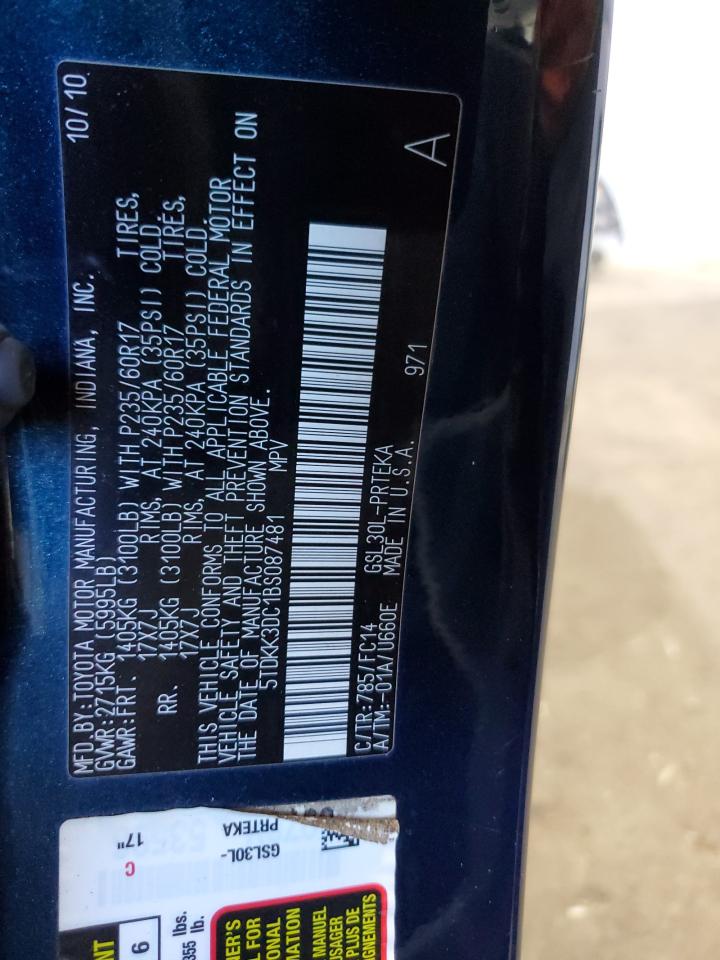 MFD BY:TOYOTA MOTOR MANUFACTURING, INDIANA, INC. 10/10
GVWR:2715KG (5995LB)
GAWR:FRT. 1405KG (3100LB) WITH P235/60R17 TIRES,
17X7J RIMS, AT 240KPA (35PSI) COLD.
RR. 1405KG (3100LB) WITH P235/60R17 TIRES,
17X7J RIMS, AT 240KPA (35PSI) COLD.
THIS VEHICLE CONFORMS TO ALL APPLICABLE FEDERAL MOTOR
VEHICLE SAFETY AND THEFT PREVENTION STANDARDS IN EFFECT ON
THE DATE OF MANUFACTURE SHOWN ABOVE.
5TDKK3DC1BS087481 MPV
C/TR:785/FC14 GSL30L-PRTEKA A
A/TM:-01A/U660E MADE IN U.S.A. 971
GSL30L-
PRTEKA
17"
C
6
lbs.
355 lb.